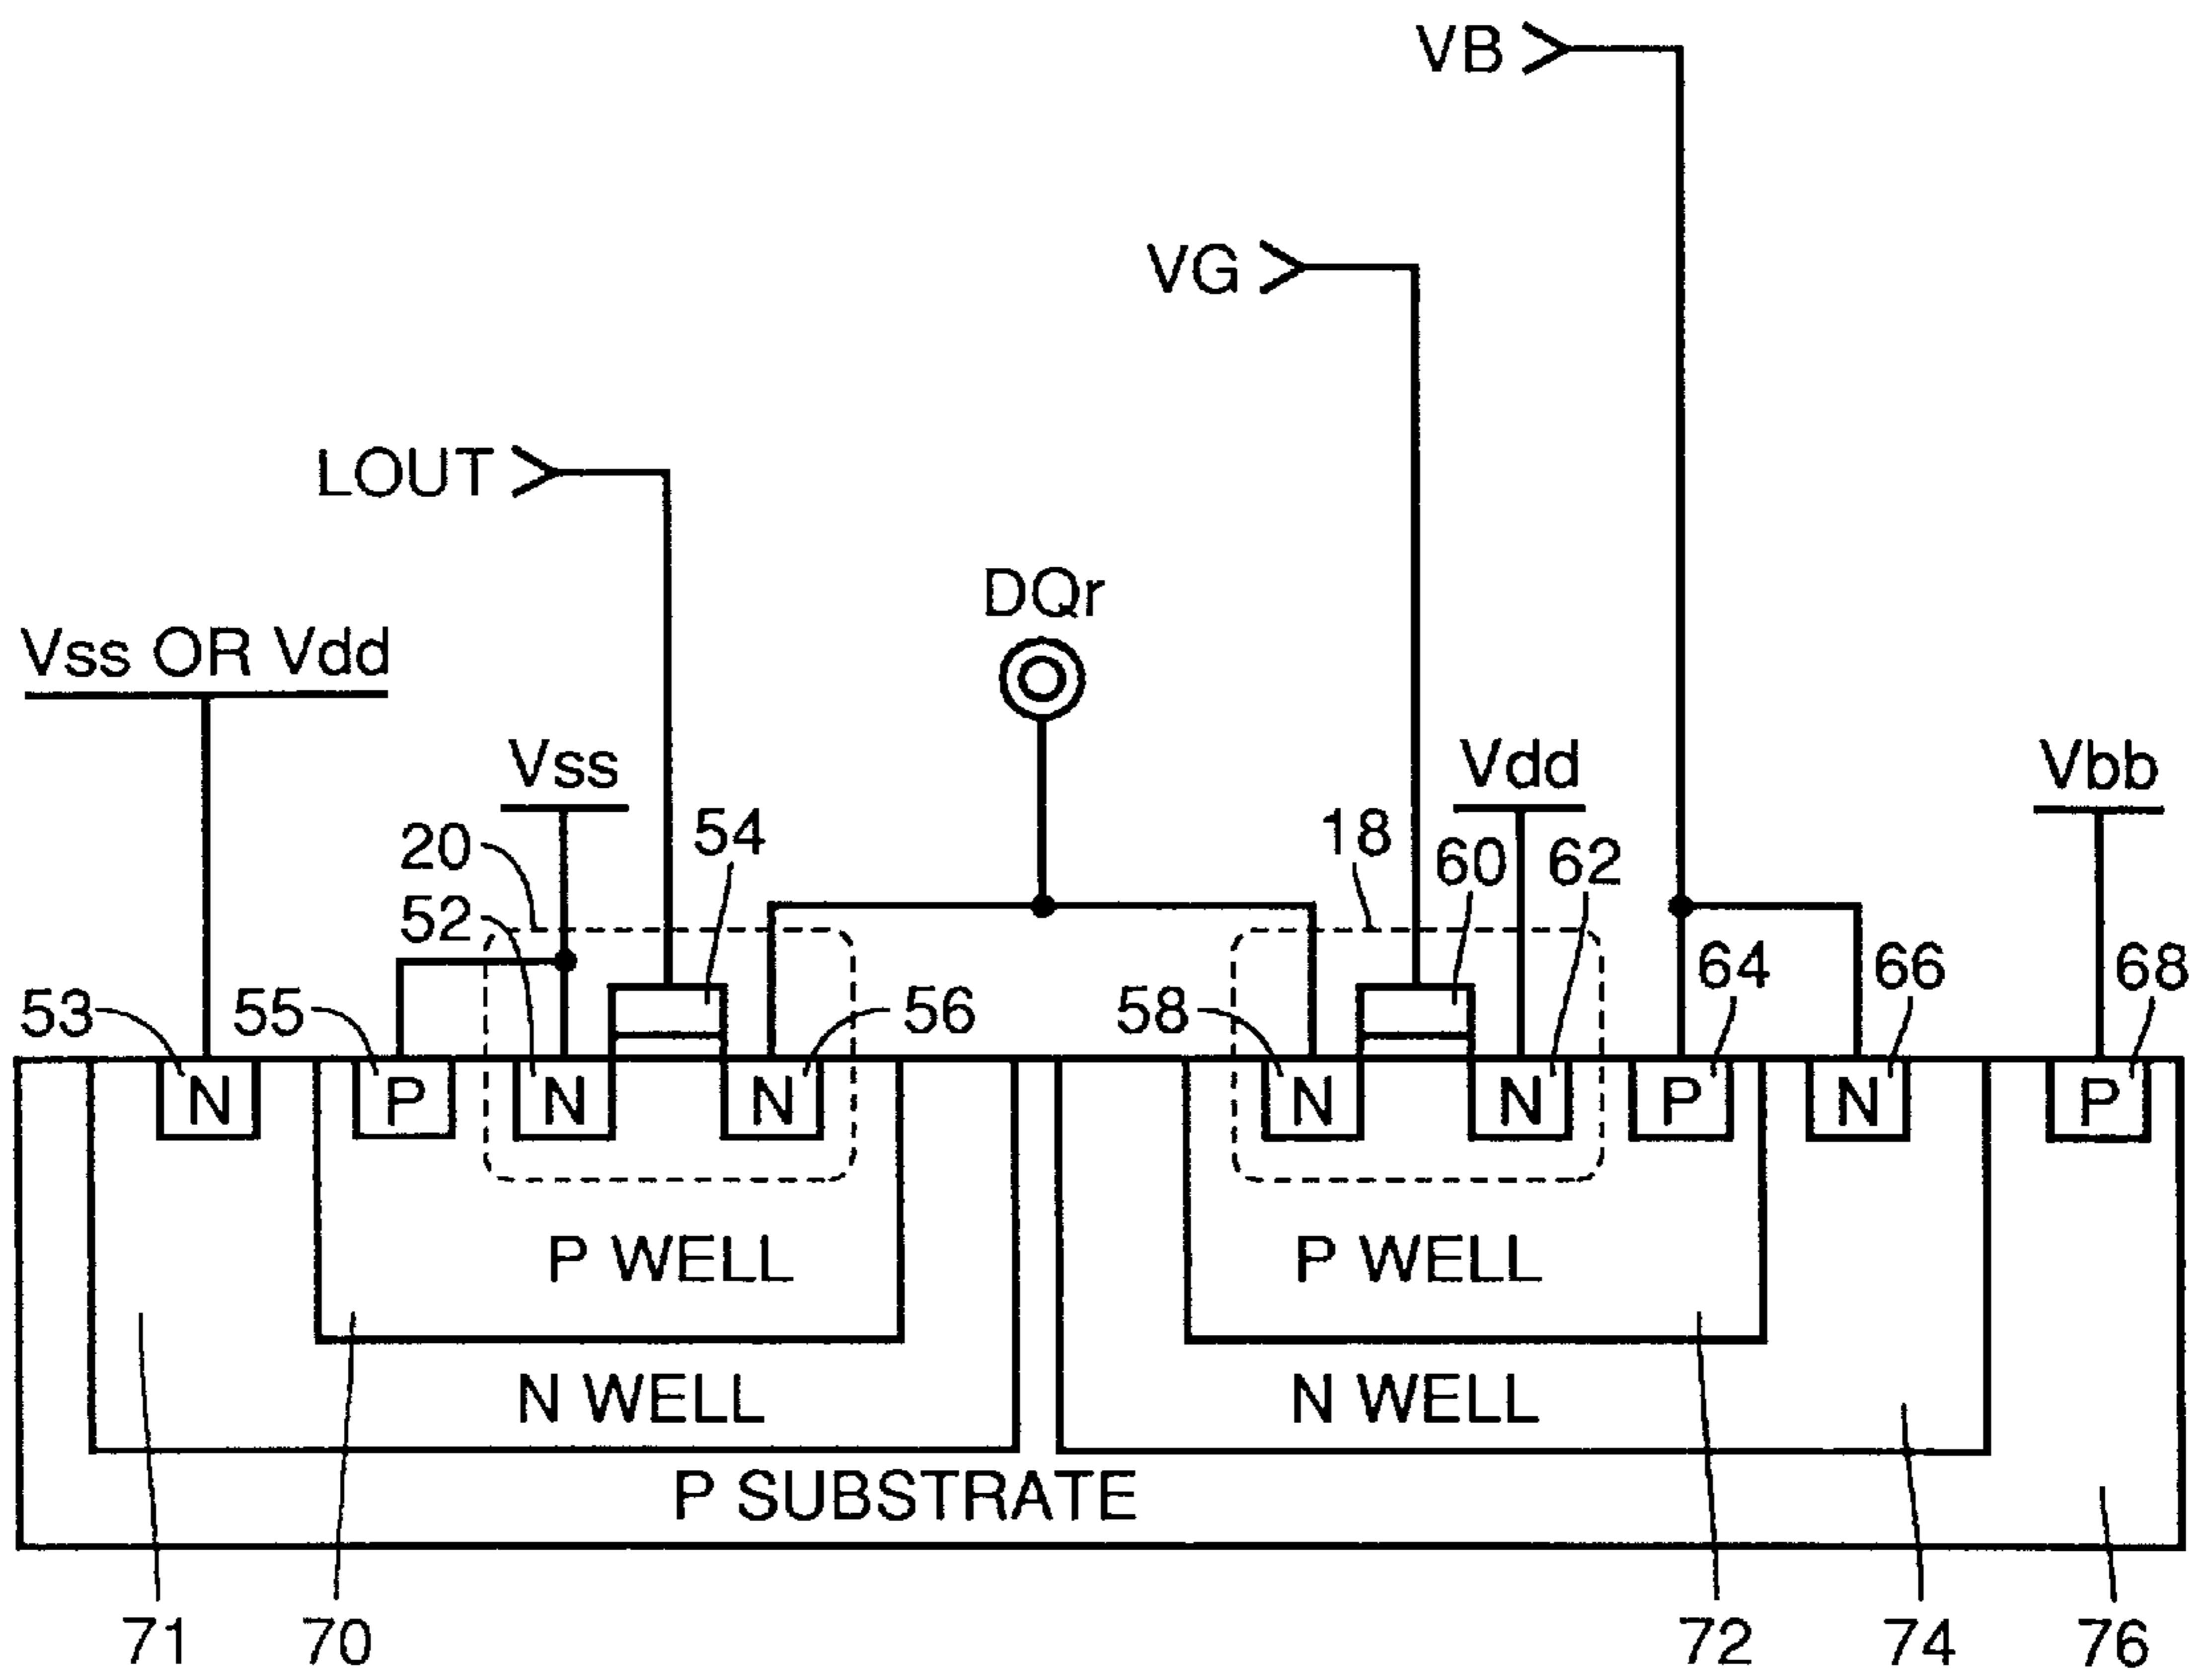 VB
VG
LOUT
DQr
Vss OR Vdd
Vss
Vdd
Vbb
20
54
18
60
62
52
64
66
68
53
55
56
58
N
P
N
N
N
N
P
N
P
P WELL
P WELL
N WELL
N WELL
P SUBSTRATE
71
70
72
74
76